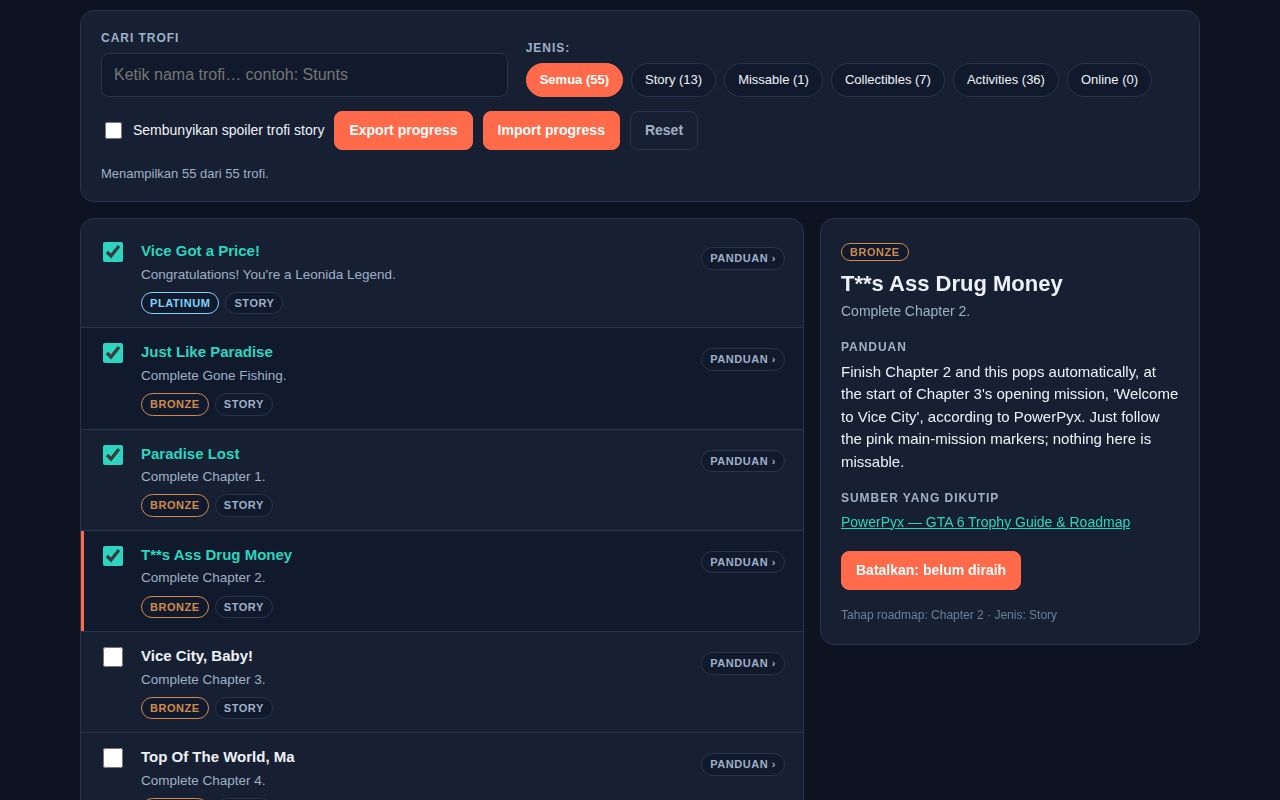 CARI TROFI
Ketik nama trofi… contoh: Stunts
JENIS:
Semua (55)
Story (13)
Missable (1)
Collectibles (7)
Activities (36)
Online (0)
Sembunyikan spoiler trofi story
Export progress
Import progress
Reset
Menampilkan 55 dari 55 trofi.
Vice Got a Price!
Congratulations! You're a Leonida Legend.
PLATINUM
STORY
PANDUAN ›
Just Like Paradise
Complete Gone Fishing.
BRONZE
STORY
PANDUAN ›
Paradise Lost
Complete Chapter 1.
BRONZE
STORY
PANDUAN ›
T**s Ass Drug Money
Complete Chapter 2.
BRONZE
STORY
PANDUAN ›
Vice City, Baby!
Complete Chapter 3.
BRONZE
STORY
PANDUAN ›
Top Of The World, Ma
Complete Chapter 4.
PANDUAN ›
BRONZE
T**s Ass Drug Money
Complete Chapter 2.
PANDUAN
Finish Chapter 2 and this pops automatically, at
the start of Chapter 3's opening mission, 'Welcome
to Vice City', according to PowerPyx. Just follow
the pink main-mission markers; nothing here is
missable.
SUMBER YANG DIKUTIP
PowerPyx — GTA 6 Trophy Guide & Roadmap
Batalkan: belum diraih
Tahap roadmap: Chapter 2 · Jenis: Story